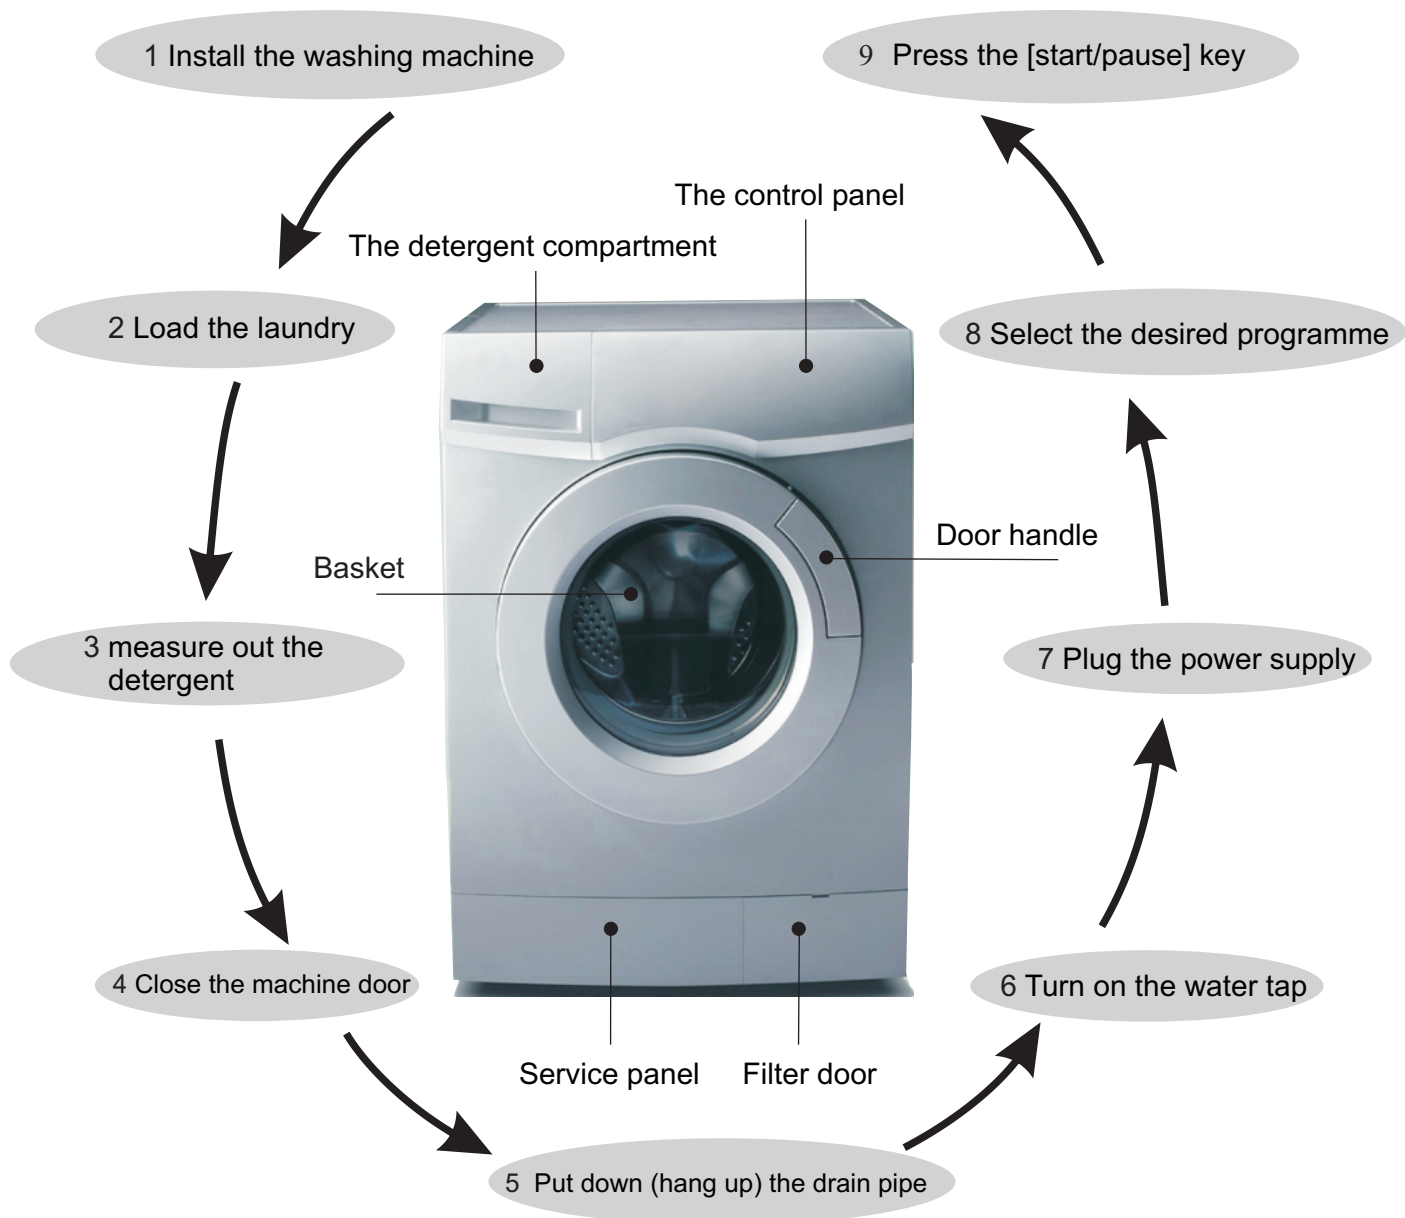 1 Install the washing machine
9 Press the [start/pause] key
The control panel
The detergent compartment
2 Load the laundry
8 Select the desired programme
Door handle
Basket
3 measure out the
detergent
7 Plug the power supply
4 Close the machine door
6 Turn on the water tap
Service panel
Filter door
5 Put down (hang up) the drain pipe